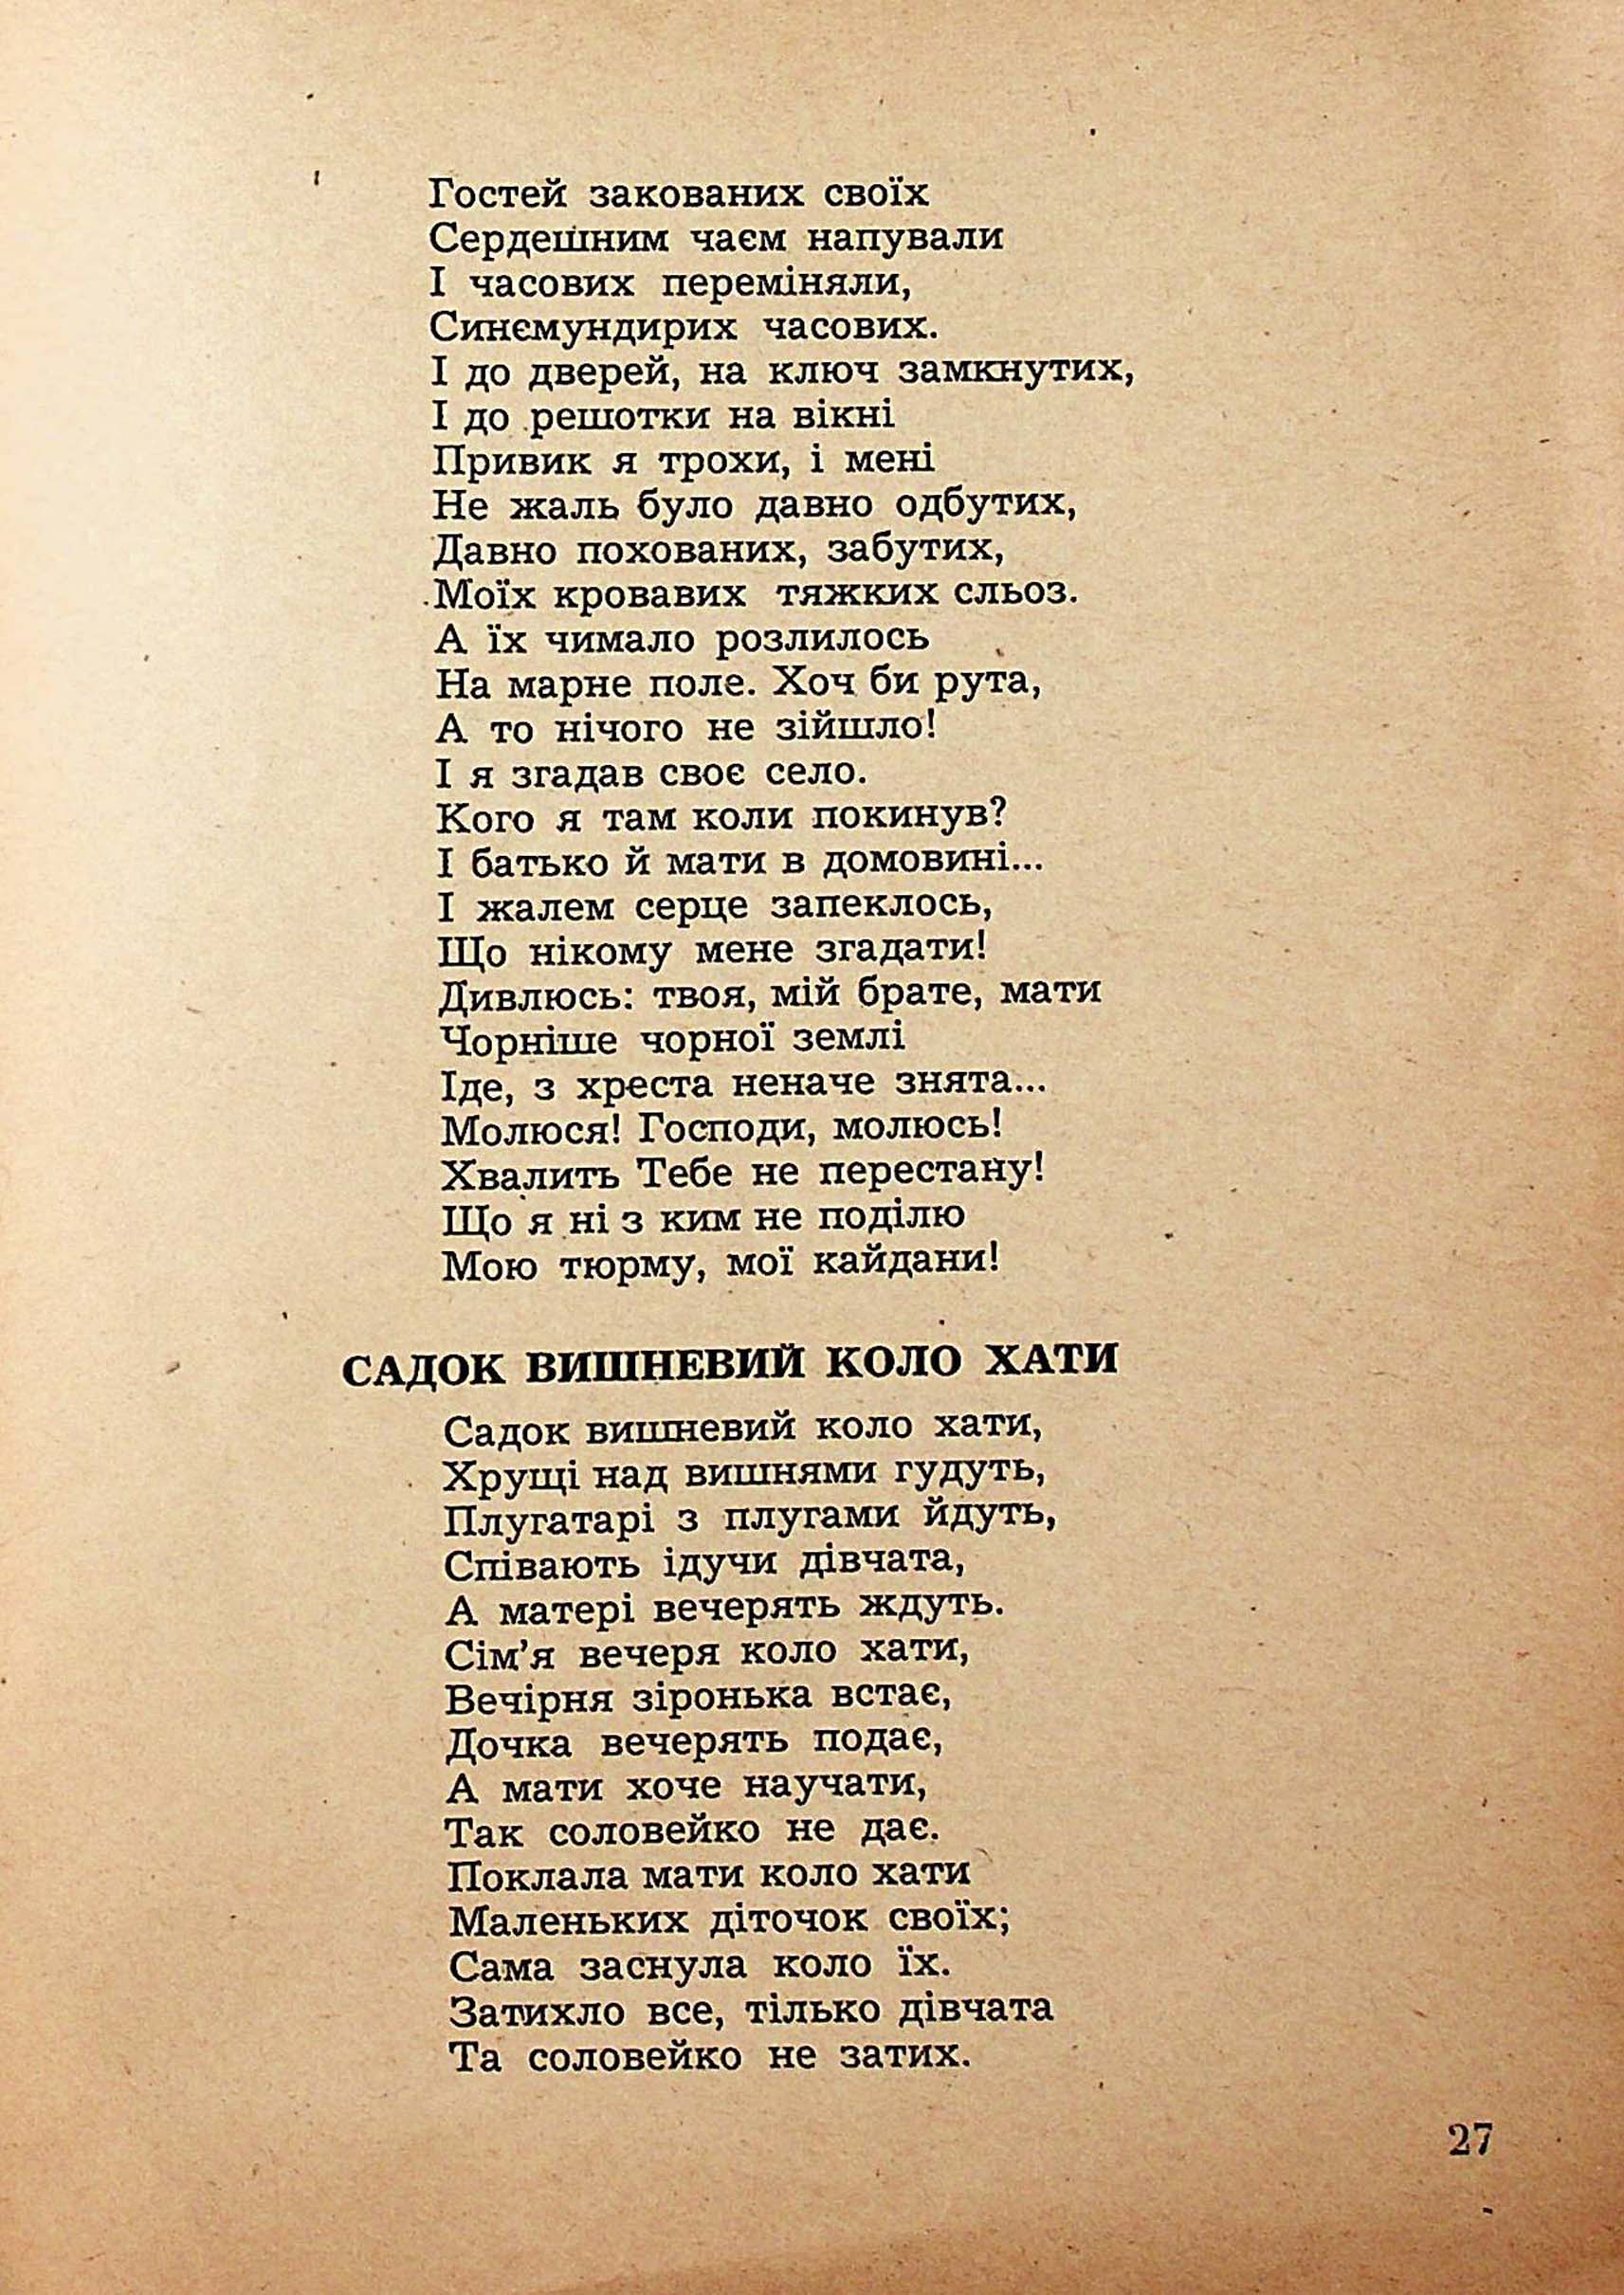 Гостей закованих своїх
Сердешним чаєм напували
І часових переміняли,
Синємундирих часових.
І до дверей, на ключ замкнутих,
І до решотки на вікні
Привик я трохи, і мені
Не жаль було давно одбутих,
Давно похованих, забутих,
Моїх кровавих тяжких сльоз.
А їх чимало розлилось
На марне поле. Хоч би рута,
А то нічого не зійшло!
І я згадав своє село.
Кого я там коли покинув?
І батько й мати в домовині...
І жалем серце запеклось,
Що нікому мене згадати!
Дивлюсь: твоя, мій брате, мати
Чорніше чорної землі
Іде, з хреста неначе знята...
Молюся! Господи, молюсь!
Хвалить Тебе не перестану!
Що я ні з ким не поділю
Мою тюрму, мої кайдани!
САДОК ВИШНЕВИЙ КОЛО ХАТИ
Садок вишневий коло хати,
Хрущі над вишнями гудуть,
Плугатарі з плугами йдуть,
Співають ідучи дівчата,
А матері вечерять ждуть.
Сім’я вечеря коло хати,
Вечірня зіронька встає,
Дочка вечерять подає,
А мати хоче научати,
Так соловейко не дає.
Поклала мати коло хати
Маленьких діточок своїх;
Сама заснула коло їх.
Затихло все, тілько дівчата
Та соловейко не затих.
27